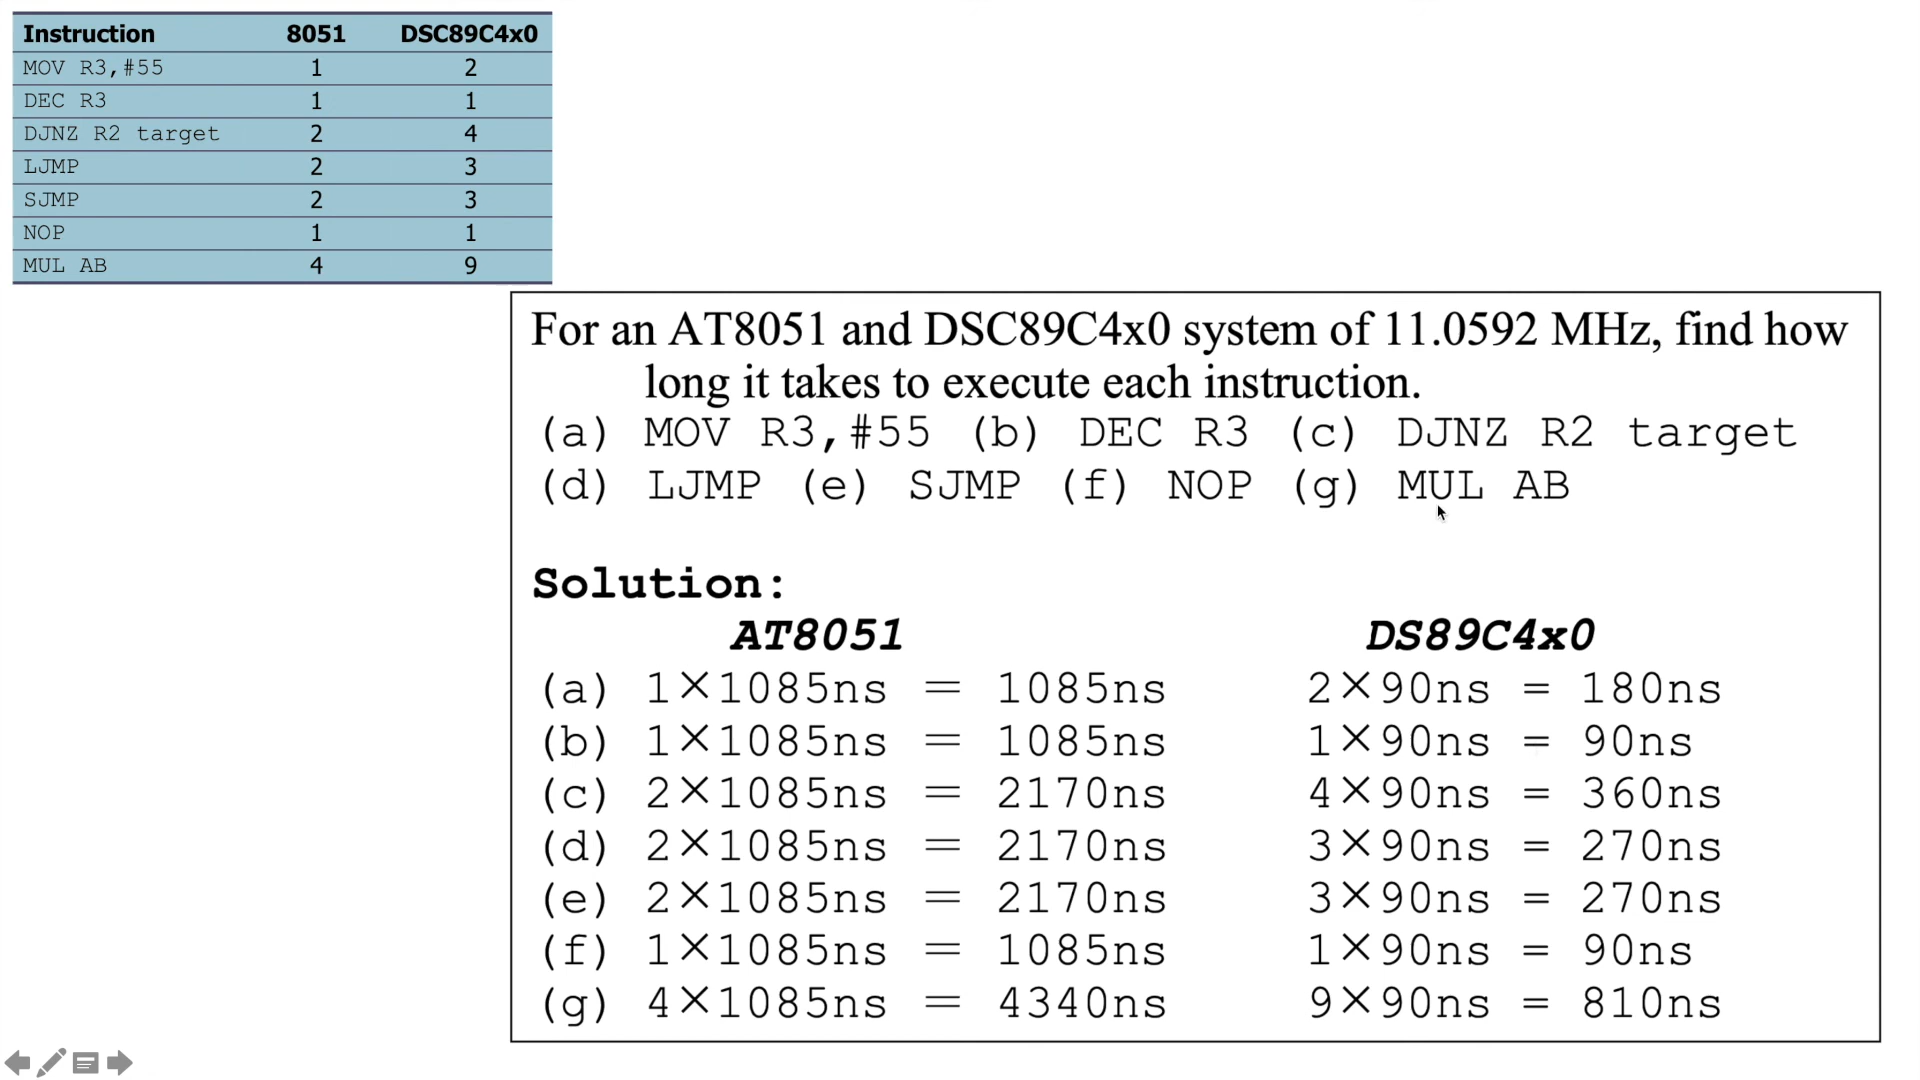 Instruction 8051 DSC89C4x0
MOV R3,#55 1 2
DEC R3 1 1
DJNZ R2 target 2 4
LJMP 2 3
SJMP 2 3
NOP 1 1
MUL AB 4 9
For an AT8051 and DSC89C4x0 system of 11.0592 MHz, find how
long it takes to execute each instruction.
(a) MOV R3,#55 (b) DEC R3 (c) DJNZ R2 target
(d) LJMP (e) SJMP (f) NOP (g) MUL AB
Solution:
AT8051 DS89C4x0
(a) 1×1085ns = 1085ns 2×90ns = 180ns
(b) 1×1085ns = 1085ns 1×90ns = 90ns
(c) 2×1085ns = 2170ns 4×90ns = 360ns
(d) 2×1085ns = 2170ns 3×90ns = 270ns
(e) 2×1085ns = 2170ns 3×90ns = 270ns
(f) 1×1085ns = 1085ns 1×90ns = 90ns
(g) 4×1085ns = 4340ns 9×90ns = 810ns